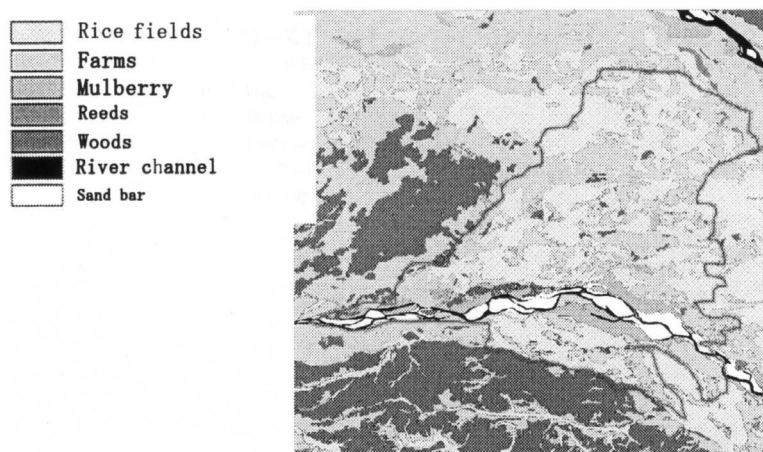 Rice fields
Farms
Mulberry
Reeds
Woods
River channel
Sand bar